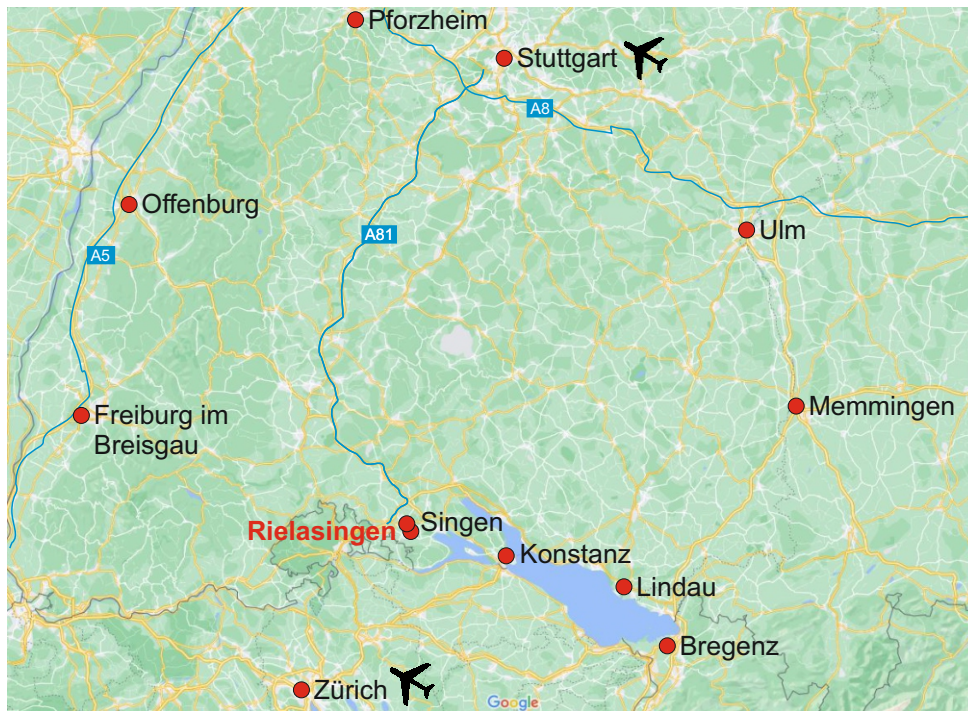 Pforzheim
Stuttgart
A8
Offenburg
A81
Ulm
A5
Memmingen
Freiburg im
Breisgau
Singen
Rielasingen
Konstanz
Lindau
Bregenz
Zürich
Google